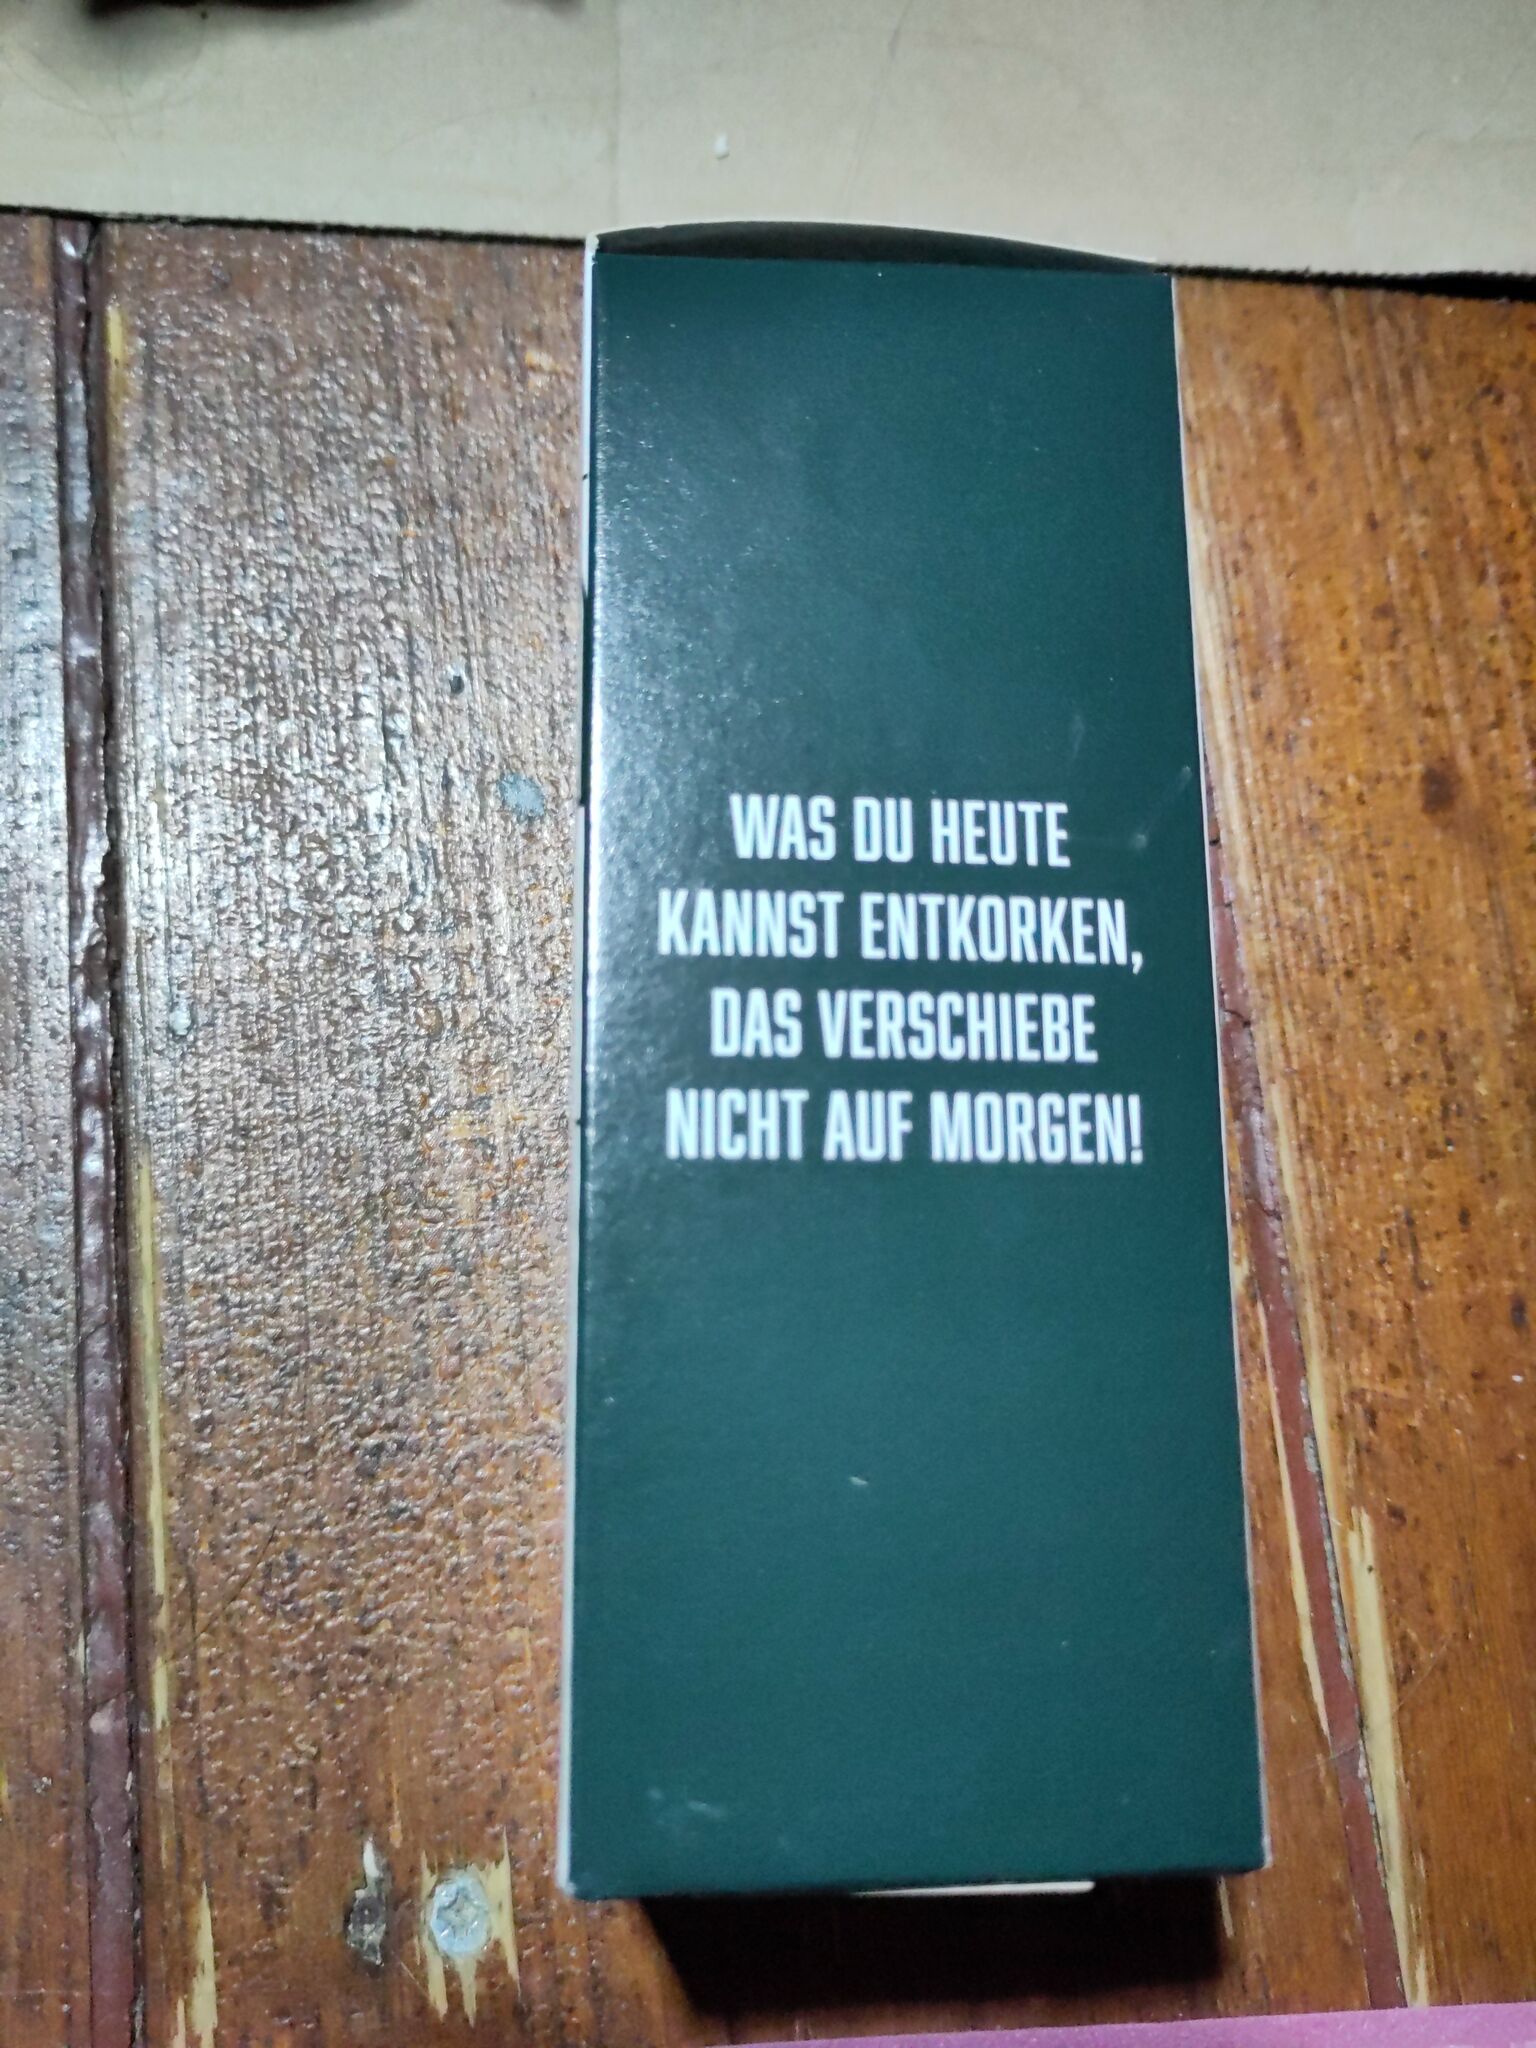 WAS DU HEUTE
KANNST ENTKORKEN,
DAS VERSCHIEBE
NICHT AUF MORGEN!